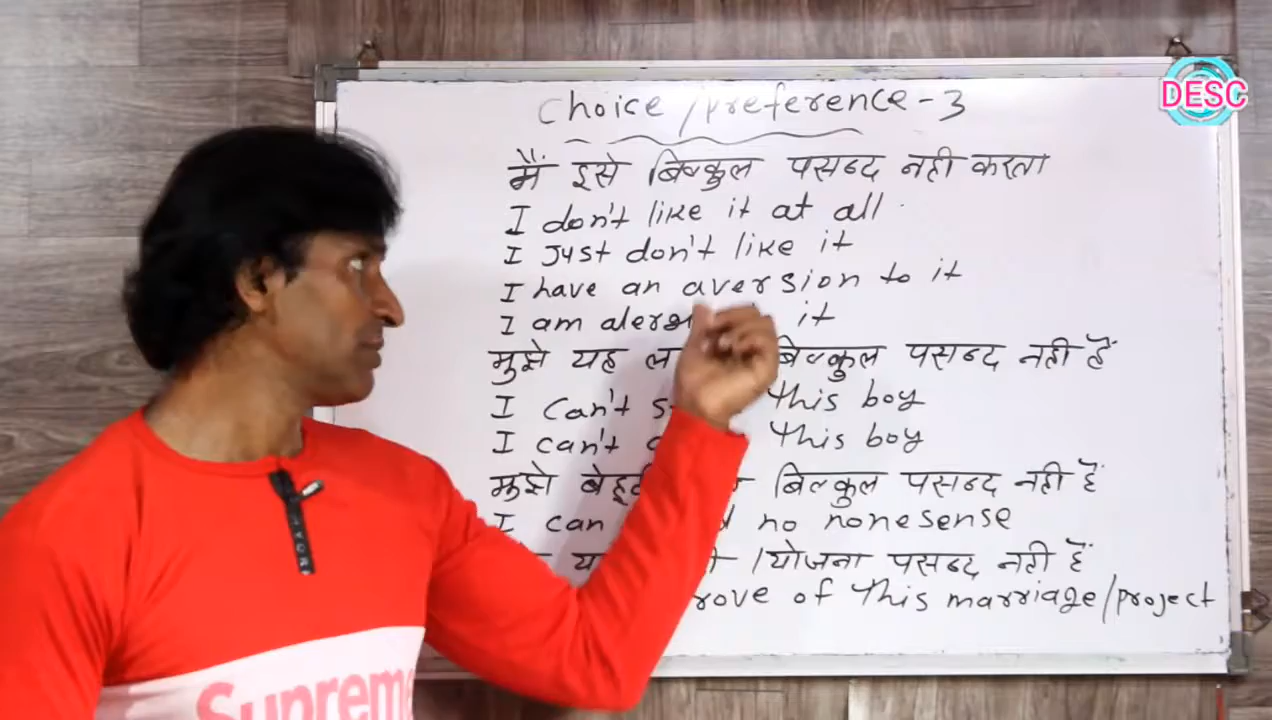 DESC
Choice/preference-3
मैं इसे बिल्कुल पसन्द नही करता
I don't like it at all.
I Just don't like it
I have an aversion to it
I am it
मुझे यह बिल्कुल पसन्द नही हैं
I can't this boy
I can't this boy
मुझे बिल्कुल पसन्द नही हैं
I can no nonesense
/योजना पसन्द नही हैं
of this marriage/project
Supreme